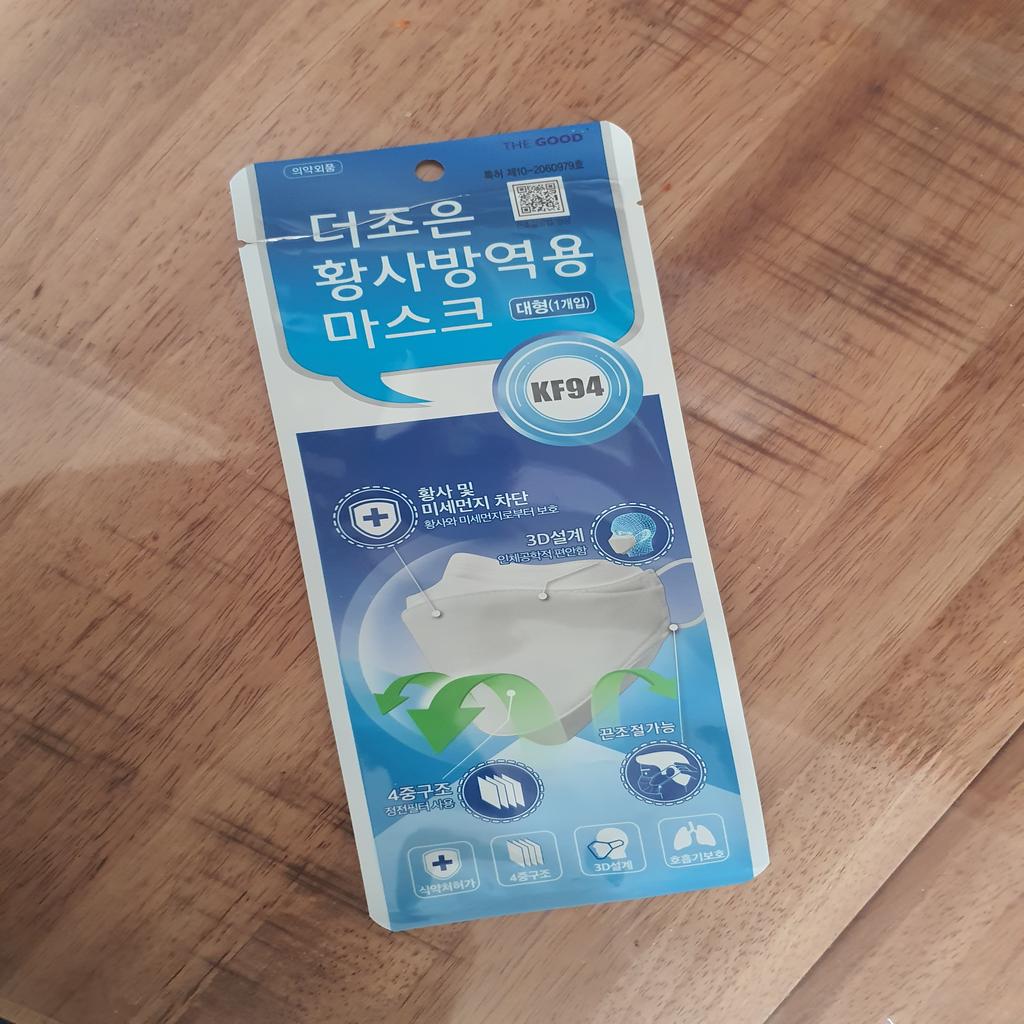 THE GOOD
의약외품
특허 제10-2060979호
더조은
황사방역용
마스크
대형(1개입)
KF94
황사 및
미세먼지 차단
황사와 미세먼지로부터 보호
3D설계
인체공학적 편안함
끈조절가능
4중구조
정전필터 사용
식약처허가
4중구조
3D설계
호흡기보호